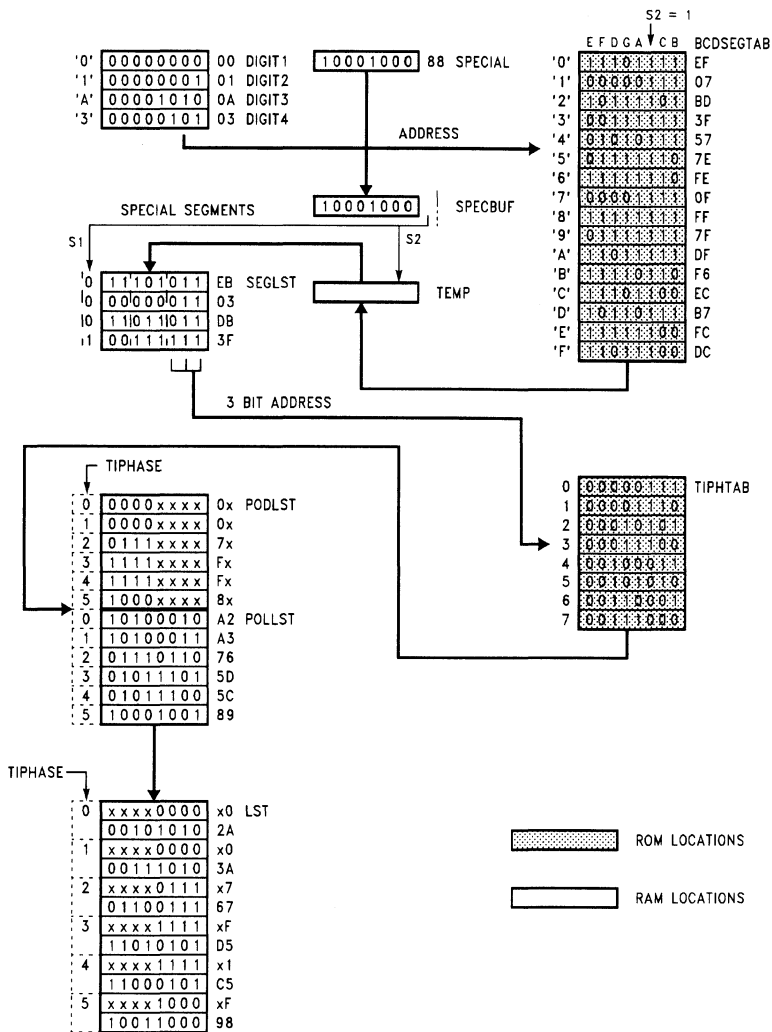 S2 = 1
E F D G A C B BCDSEGTAB
'0' 00000000 00 DIGIT1
'1' 00000001 01 DIGIT2
'A' 00001010 0A DIGIT3
'3' 00000101 03 DIGIT4
10001000 88 SPECIAL
ADDRESS
'0' 11101111 EF
'1' 00000111 07
'2' 10111101 BD
'3' 00111111 3F
'4' 01010111 57
'5' 01111110 7E
'6' 11111110 FE
'7' 00001111 0F
'8' 11111111 FF
'9' 01111111 7F
'A' 11011111 DF
'B' 11110110 F6
'C' 11101100 EC
'D' 10110111 B7
'E' 11111100 FC
'F' 11011100 DC
10001000 SPECBUF
SPECIAL SEGMENTS
S1
S2
0 11101011 EB SEGLST
0 00000011 03
0 11011011 DB
1 00111111 3F
TEMP
3 BIT ADDRESS
TIPHASE
0 0000xxxx 0x PODLST
1 0000xxxx 0x
2 0111xxxx 7x
3 1111xxxx Fx
4 1111xxxx Fx
5 1000xxxx 8x
0 10100010 A2 POLLST
1 10100011 A3
2 01110110 76
3 01011101 5D
4 01011100 5C
5 10001001 89
0 00000111 TIPHTAB
1 00001110
2 00010101
3 00011100
4 00100011
5 00101010
6 00110001
7 00111000
TIPHASE
0 xxxx0000 x0 LST
00101010 2A
1 xxxx0000 x0
00111010 3A
2 xxxx0111 x7
01100111 67
3 xxxx1111 xF
11010101 D5
4 xxxx1111 x1
11000101 C5
5 xxxx1000 xF
10011000 98
ROM LOCATIONS
RAM LOCATIONS